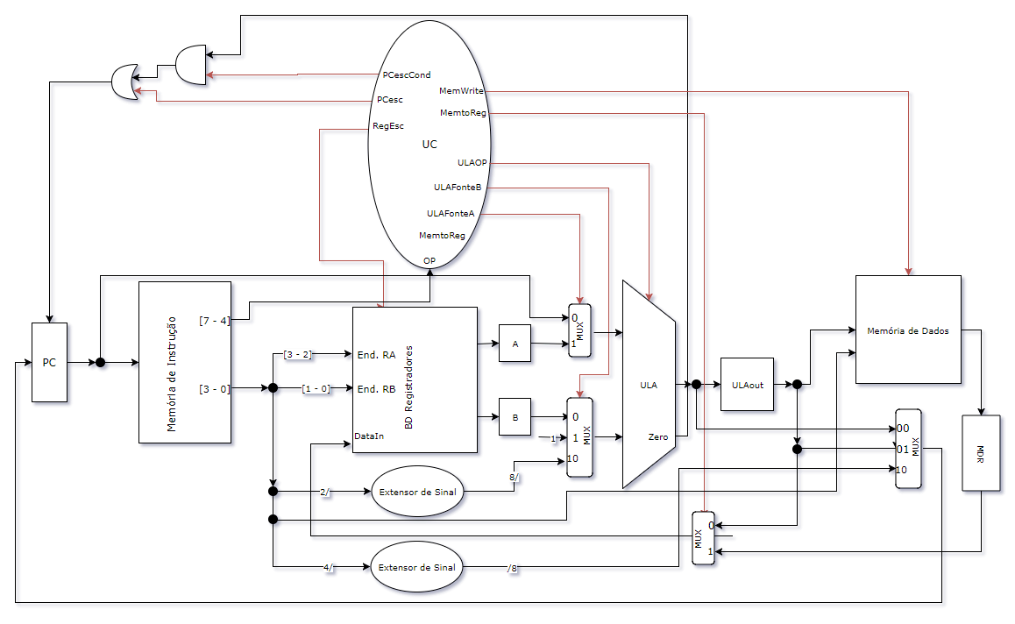 PCescCond
PCesc
RegEsc
MemWrite
MemtoReg
UC
ULAOP
ULAFonteB
ULAFonteA
MemtoReg
OP
PC
Memória de Instrução
[7 - 4]
[3 - 0]
[3 - 2]
[1 - 0]
End. RA
End. RB
DataIn
BD Registradores
A
B
0
1
MUX
0
1
1
10
MUX
ULA
Zero
ULAout
Memória de Dados
00
01
10
MUX
MDR
2/
Extensor de Sinal
8/
0
1
MUX
4/
Extensor de Sinal
/8/